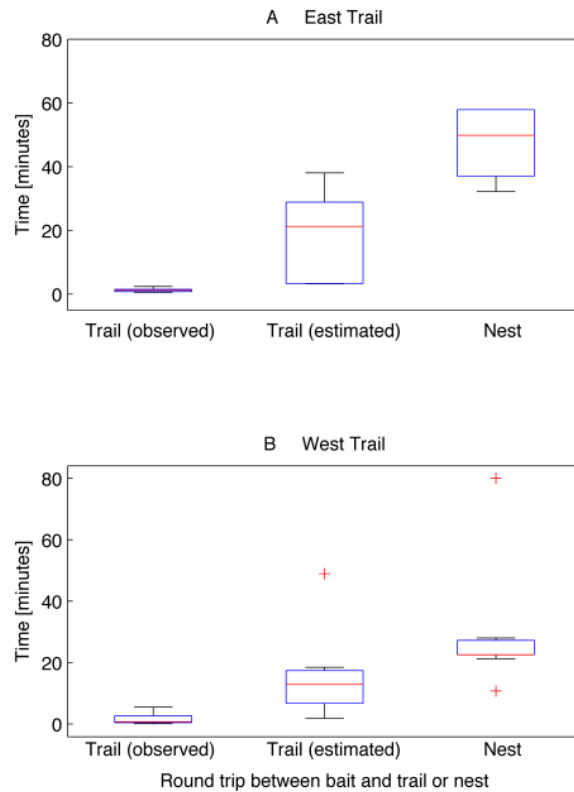 A East Trail
80
60
40
20
0
Time [minutes]
Trail (observed) Trail (estimated) Nest
B West Trail
80
60
40
20
0
Time [minutes]
Trail (observed) Trail (estimated) Nest
Round trip between bait and trail or nest